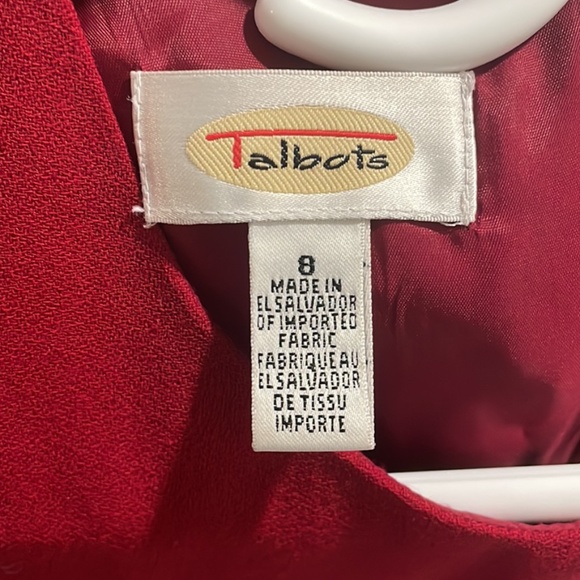 Talbots
8
MADE IN
EL SALVADOR
OF IMPORTED
FABRIC
FABRIQUE AU
EL SALVADOR
DE TISSU
IMPORTE